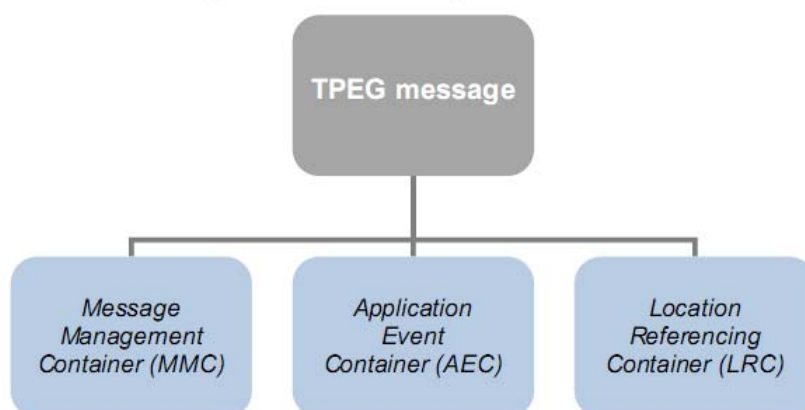 TPEG message
Message
Management
Container (MMC)
Application
Event
Container (AEC)
Location
Referencing
Container (LRC)